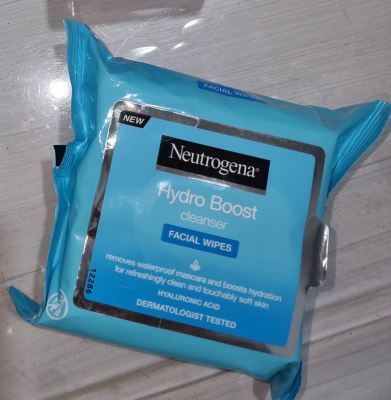 FACIAL WIPES
NEW
Neutrogena®
Hydro Boost
cleanser
FACIAL WIPES
removes waterproof mascara and boosts hydration
for refreshingly clean and touchably soft skin
HYALURONIC ACID
DERMATOLOGIST TESTED
12286